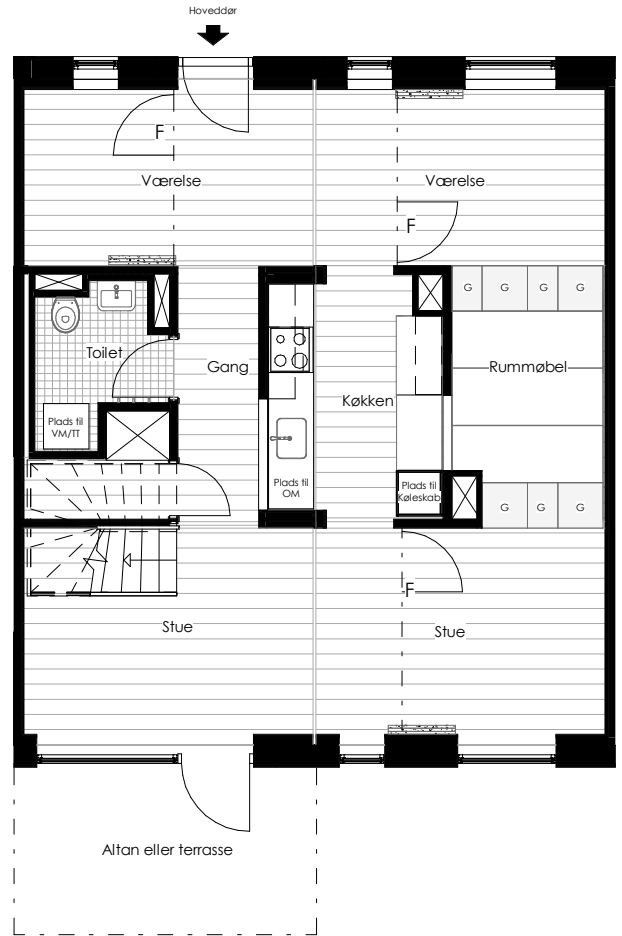 Hoveddør
F
Værelse
Værelse
F
G G G G
Toilet
Gang
Rummøbel
Køkken
Plads til
VM/TT
Plads til
OM
Plads til
Køleskab
G G G
F
Stue
Stue
Altan eller terrasse